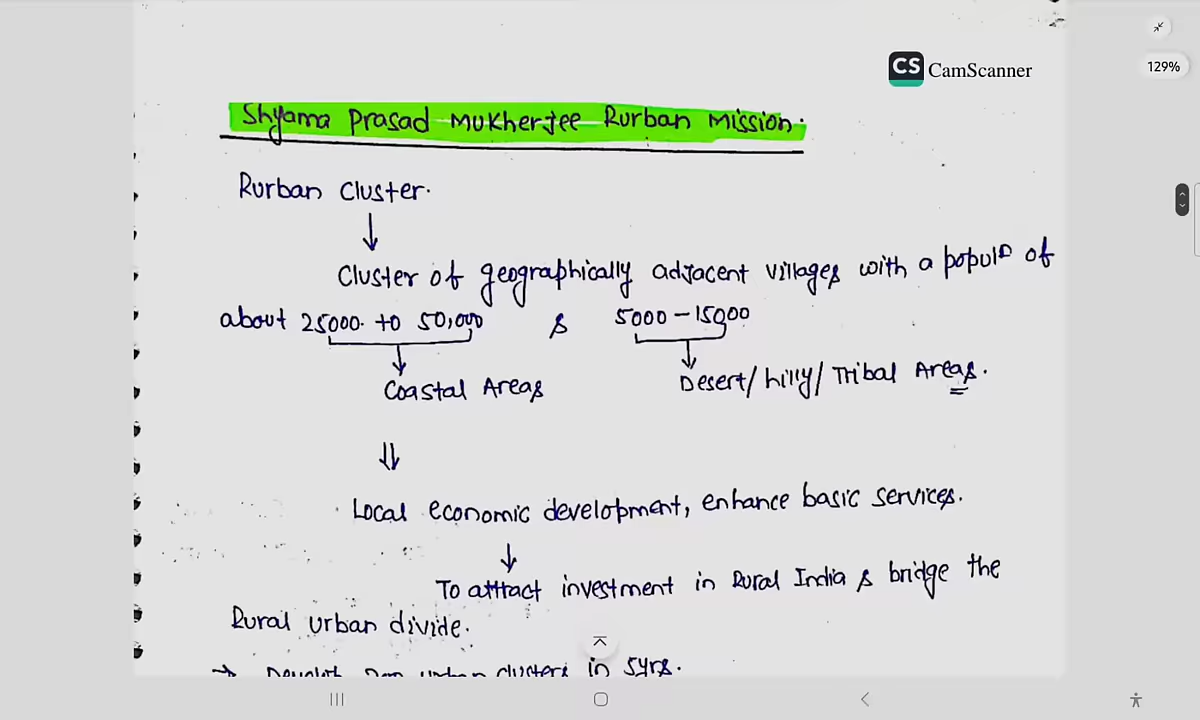 CS CamScanner
129%
Shyama Prasad Mukherjee Rurban Mission.
Rurban Cluster.
↓
Cluster of geographically adjacent villages with a populn of
about 25000 to 50,000 & 5000 - 15000
Coastal Areas
Desert/hilly/Tribal Areas.
Local economic development, enhance basic services.
↓
To atttract investment in Rural India & bridge the
Rural urban divide.
→ clusters in 5yrs.